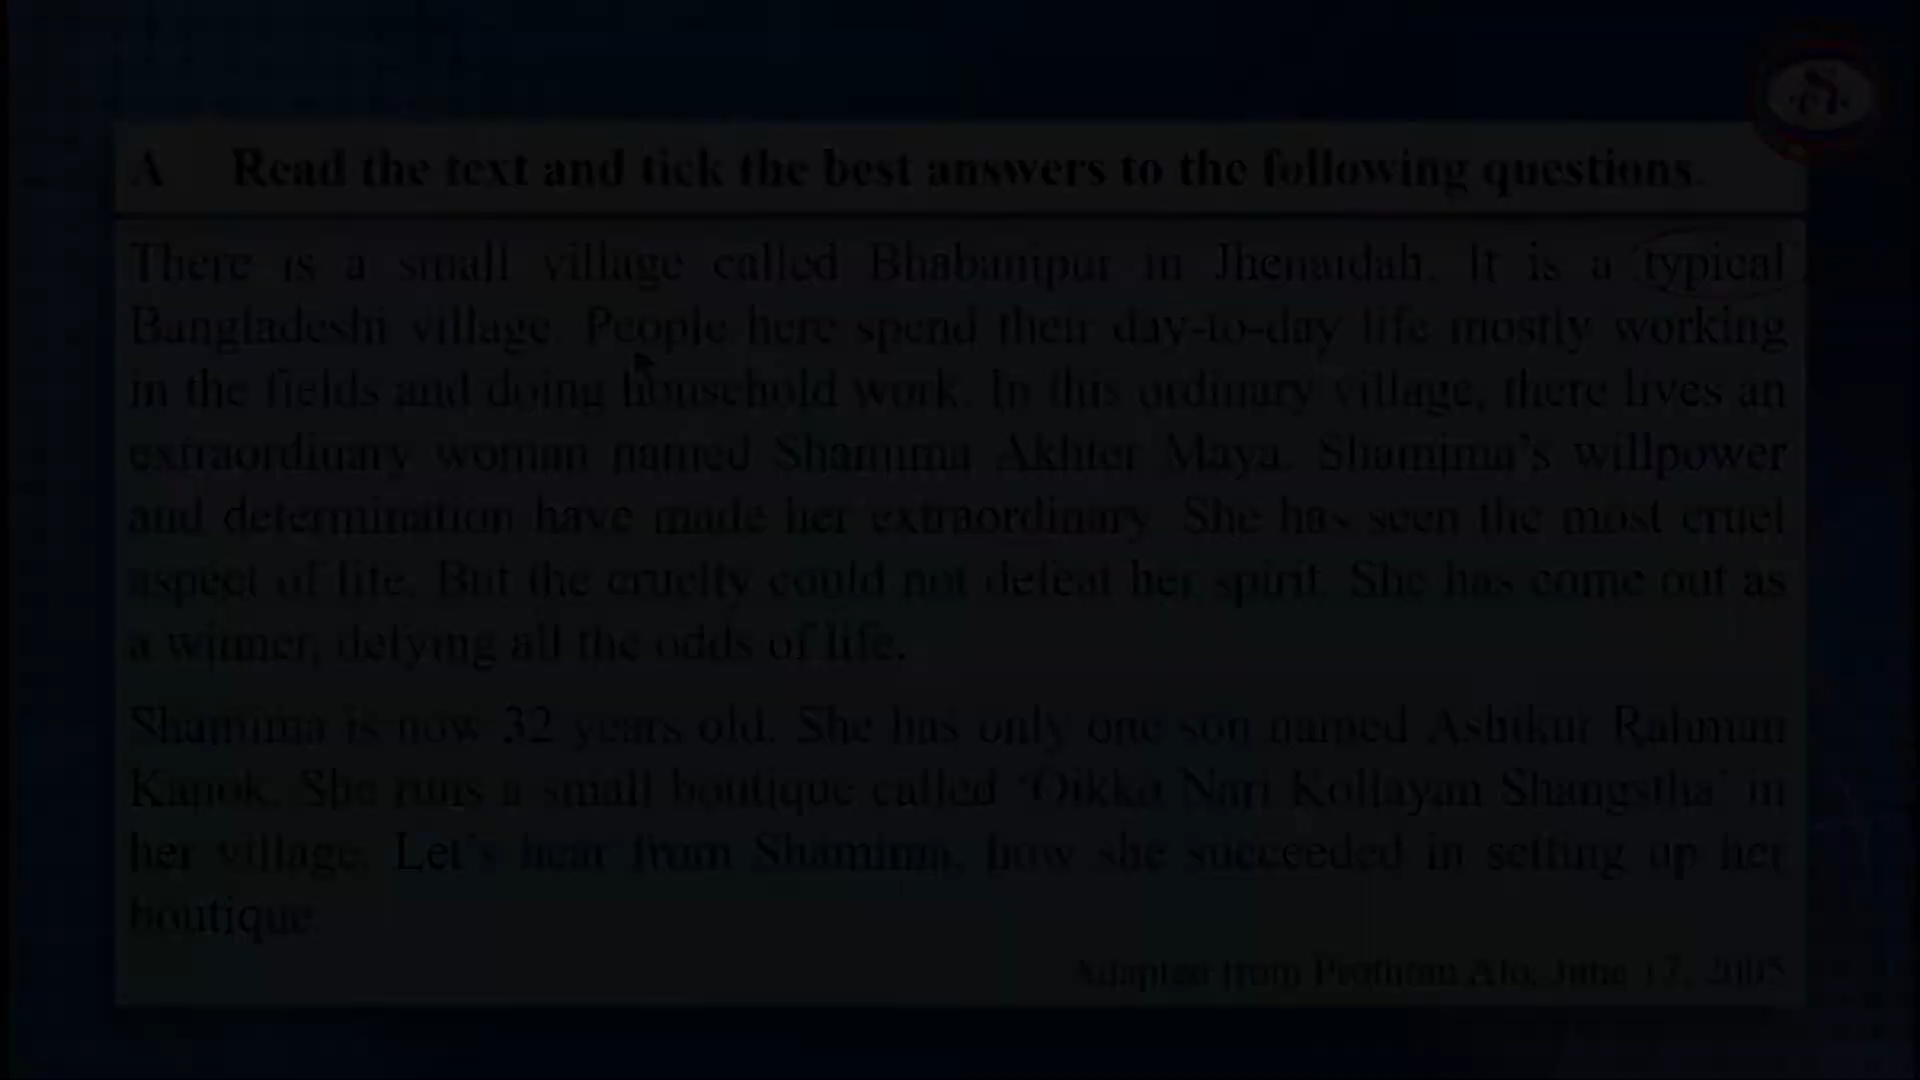 A Read the text and tick the best answers to the following questions.
There is a small village called Bhabanipur in Jhenaidah. It is a typical
Bangladeshi village. People here spend their day-to-day life mostly working
in the fields and doing household work. In this ordinary village, there lives an
extraordinary woman named Shamima Akhter Maya. Shamima's willpower
and determination have made her extraordinary. She has seen the most cruel
aspect of life. But the cruelty could not defeat her spirit. She has come out as
a winner, defying all the odds of life.
Shamima is now 32 years old. She has only one son named Ashikur Rahman
Kanok. She runs a small boutique called 'Oikko Nari Kollayan Shangstha' in
her village. Let's hear from Shamima, how she succeeded in setting up her
boutique.
Adapted from Prothom Alo, June 17, 2005